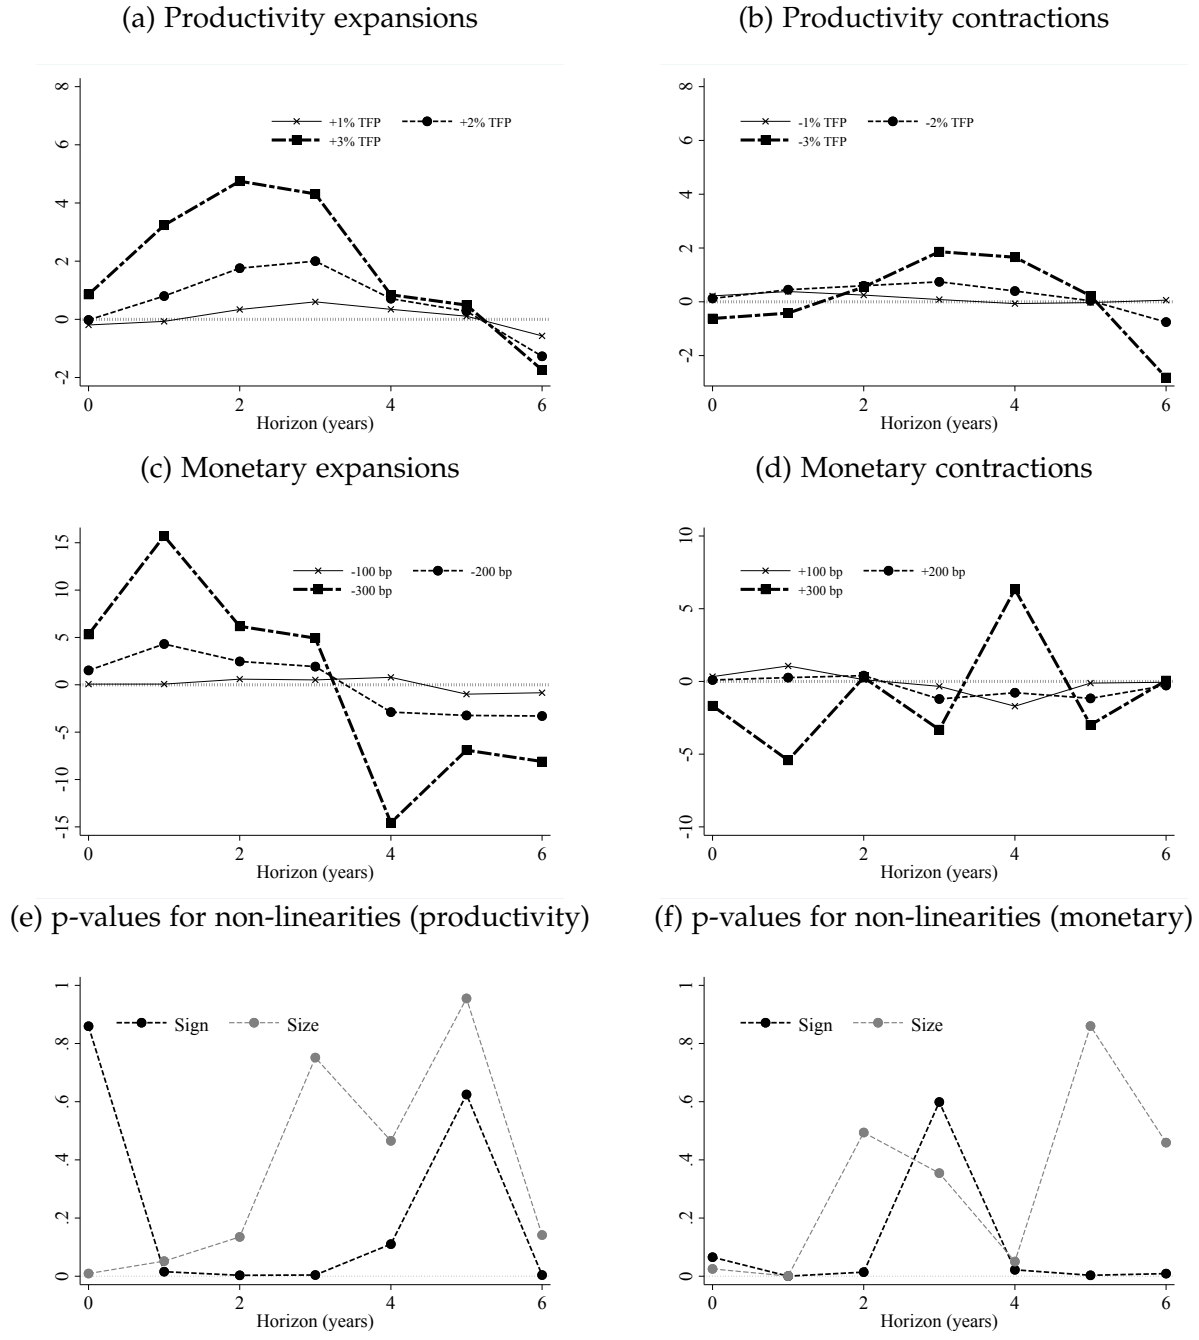 (a) Productivity expansions
(b) Productivity contractions
+1% TFP
+2% TFP
+3% TFP
8
6
4
2
0
-2
0 2 4 6
Horizon (years)
-1% TFP
-2% TFP
-3% TFP
8
6
4
2
0
-2
0 2 4 6
Horizon (years)
(c) Monetary expansions
(d) Monetary contractions
-100 bp
-200 bp
-300 bp
15
10
5
0
-5
-10
-15
0 2 4 6
Horizon (years)
+100 bp
+200 bp
+300 bp
10
5
0
-5
-10
0 2 4 6
Horizon (years)
(e) p-values for non-linearities (productivity)
(f) p-values for non-linearities (monetary)
Sign
Size
1
.8
.6
.4
.2
0
0 2 4 6
Horizon (years)
Sign
Size
1
.8
.6
.4
.2
0
0 2 4 6
Horizon (years)